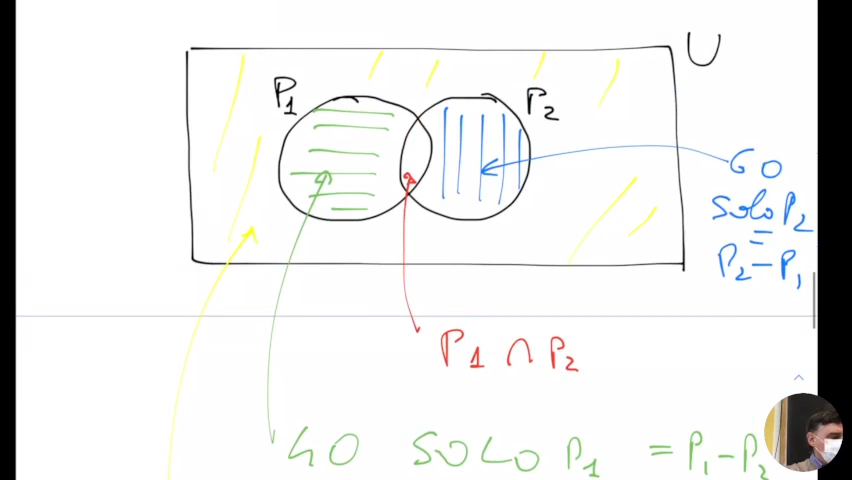 U
P1
P2
60
solo P2
=
P2 - P1
P1 ∩ P2
40 SOLO P1 = P1 - P2